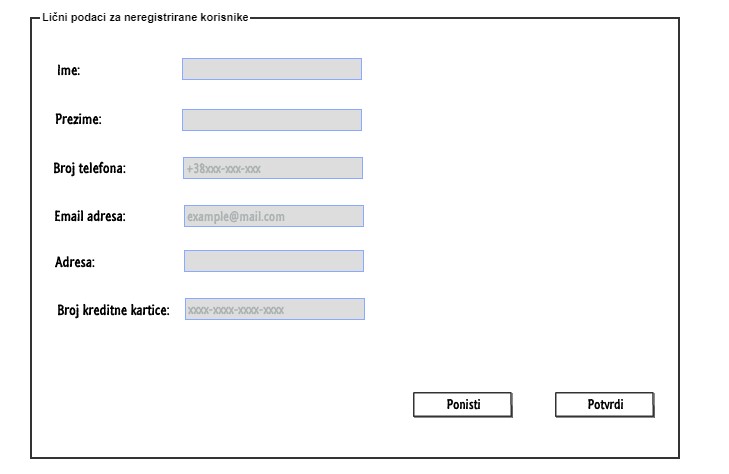 Lični podaci za neregistrirane korisnike
Ime:
Prezime:
Broj telefona: +38xxx-xxx-xxx
Email adresa: example@mail.com
Adresa:
Broj kreditne kartice: xxxx-xxxx-xxxx-xxxx
Ponisti Potvrdi